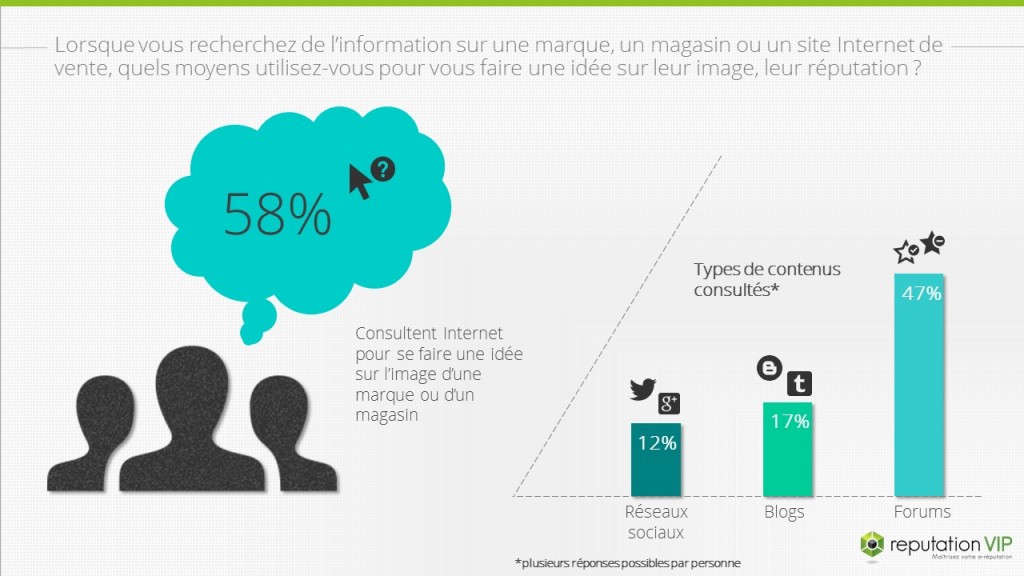 Lorsque vous recherchez de l’information sur une marque, un magasin ou un site Internet de
vente, quels moyens utilisez-vous pour vous faire une idée sur leur image, leur réputation ?
58%
?
Consultent Internet
pour se faire une idée
sur l’image d’une
marque ou d’un
magasin
Types de contenus
consultés*
g+
12%
B
t
17%
47%
Réseaux
sociaux
Blogs
Forums
reputation VIP
Maîtrisez votre e-réputation
*plusieurs réponses possibles par personne